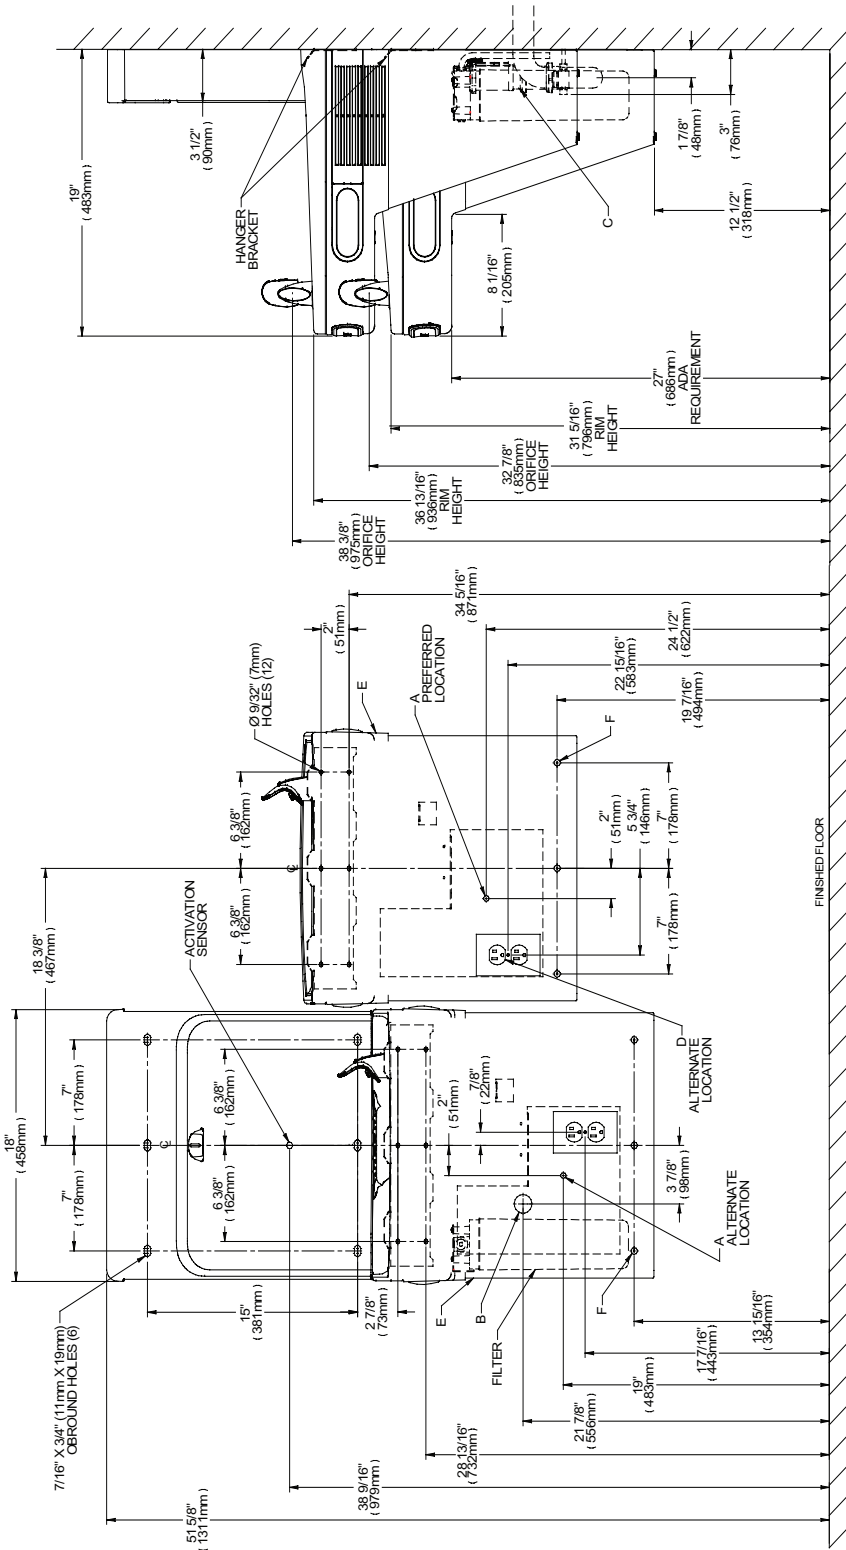 19"
( 483mm )
3 1/2"
( 90mm)
HANGER
BRACKET
C
1 7/8"
( 48mm)
3"
( 76mm)
12 1/2"
( 318mm)
8 1/16"
( 205mm)
27"
( 686mm)
ADA
REQUIREMENT
31 5/16"
( 796mm)
RIM
HEIGHT
32 7/8"
( 835mm)
ORIFICE
HEIGHT
36 13/16"
( 936mm)
RIM
HEIGHT
38 3/8"
( 975mm)
ORIFICE
HEIGHT
34 5/16"
( 871mm)
2"
( 51mm)
Ø 9/32" (7mm)
HOLES (12)
E
A
PREFERRED
LOCATION
24 1/2"
( 622mm)
22 15/16"
( 583mm)
19 7/16"
( 494mm)
F
6 3/8"
( 162mm)
6 3/8"
( 162mm)
2"
( 51mm)
5 3/4"
( 146mm)
7"
( 178mm)
7"
( 178mm)
FINISHED FLOOR
18 3/8"
( 467mm)
ACTIVATION
SENSOR
D
ALTERNATE
LOCATION
18"
( 458mm)
7"
( 178mm)
7"
( 178mm)
6 3/8"
( 162mm)
6 3/8"
( 162mm)
2"
( 51mm)
7/8"
( 22mm)
3 7/8"
( 98mm)
A
ALTERNATE
LOCATION
7/16" X 3/4" (11mm X 19mm)
OBROUND HOLES (6)
15"
( 381mm)
2 7/8"
( 73mm)
E
B
FILTER
F
13 15/16"
( 354mm)
17 7/16"
( 443mm)
19"
( 483mm)
21 7/8"
( 556mm)
28 13/16"
( 732mm)
38 9/16"
( 979mm)
51 5/8"
( 1311mm)